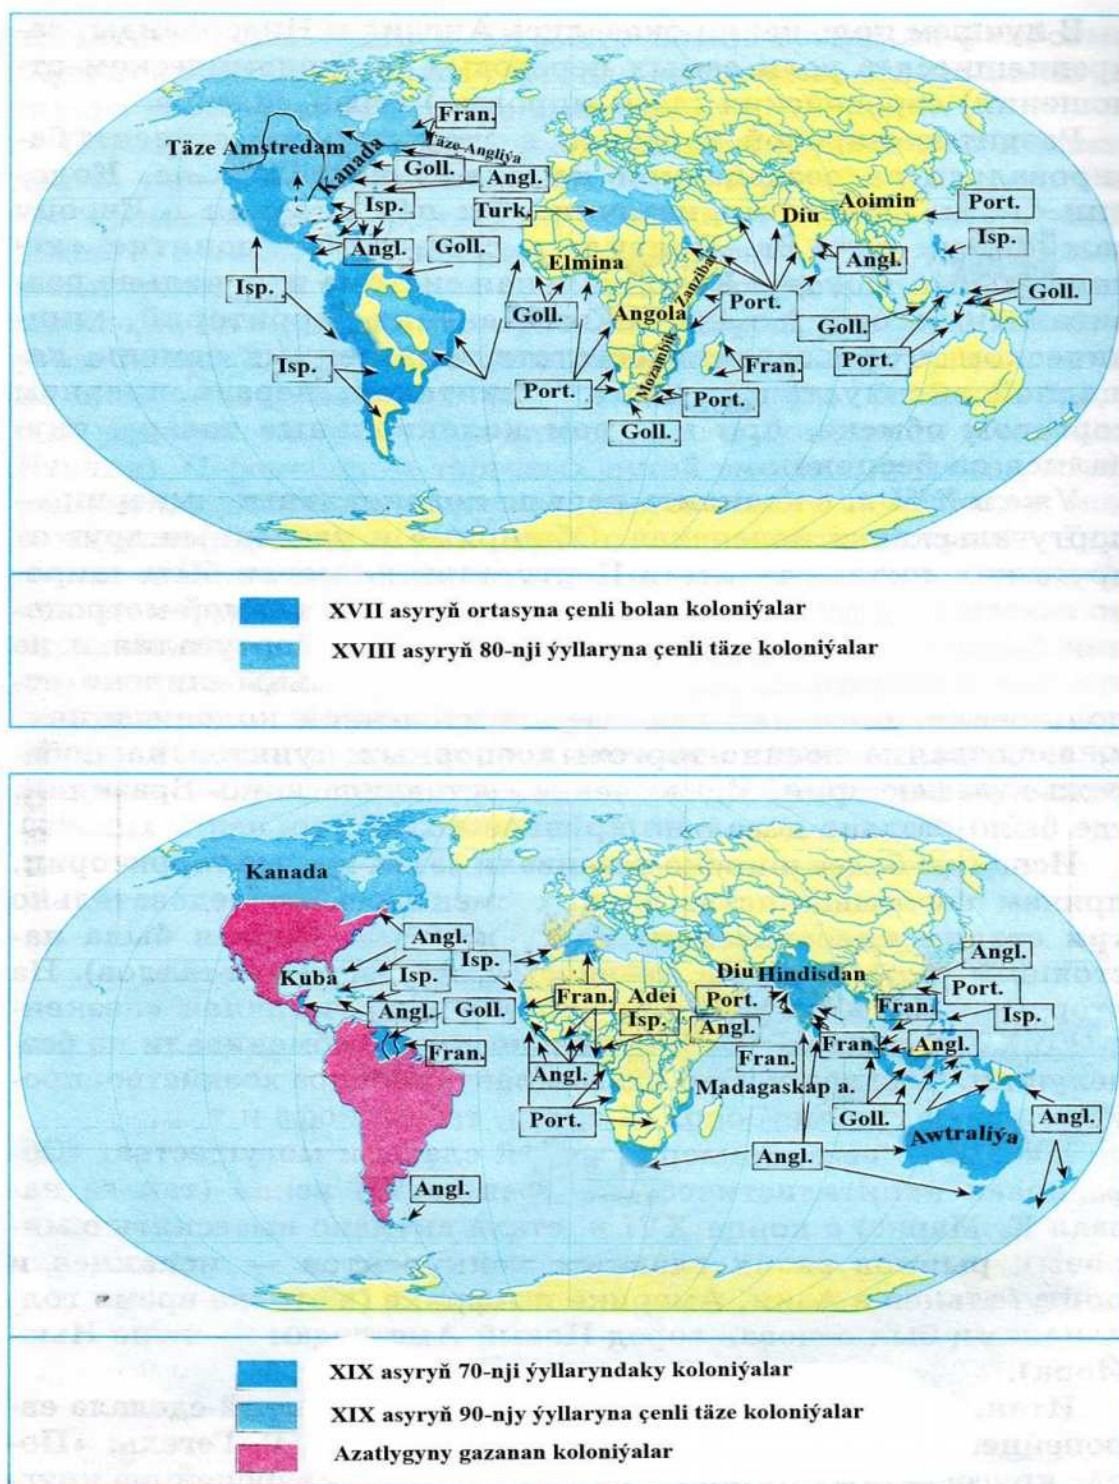 Fran.
Täze Amstredam
Kanada
Täze Angliýa
Goll.
Angl.
Isp.
Turk.
Diu
Aoimin
Port.
Angl.
Goll.
Elmina
Angl.
Isp.
Isp.
Goll.
Angola
Zanzibar
Port.
Goll.
Goll.
Mozambik
Isp.
Port.
Fran.
Port.
Port.
Goll.
XVII asyryň ortasyna çenli bolan koloniýalar
XVIII asyryň 80-nji ýyllaryna çenli täze koloniýalar
Kanada
Angl.
Isp.
Angl.
Kuba
Isp.
Diu
Hindisdan
Port.
Angl.
Goll.
Fran.
Adei
Port.
Fran.
Isp.
Isp.
Angl.
Fran.
Angl.
Fran.
Fran.
Angl.
Madagaskap a.
Port.
Goll.
Angl.
Awtraliýa
Angl.
Angl.
XIX asyryň 70-nji ýyllaryndaky koloniýalar
XIX asyryň 90-njy ýyllaryna çenli täze koloniýalar
Azatlygyny gazanan koloniýalar